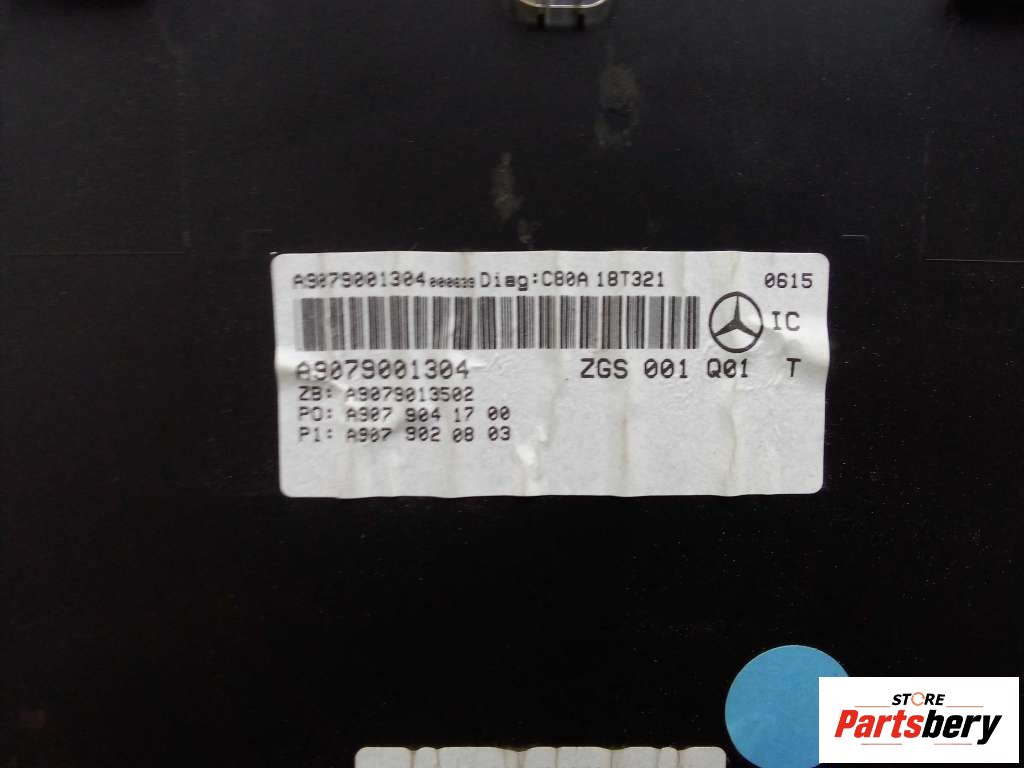 A9079001304 000639 Diag:C80A 18T321 0615
IC
A9079001304 ZGS 001 Q01 T
ZB: A9079013502
P0: A907 904 17 00
P1: A907 902 08 03
STORE
Partsbery